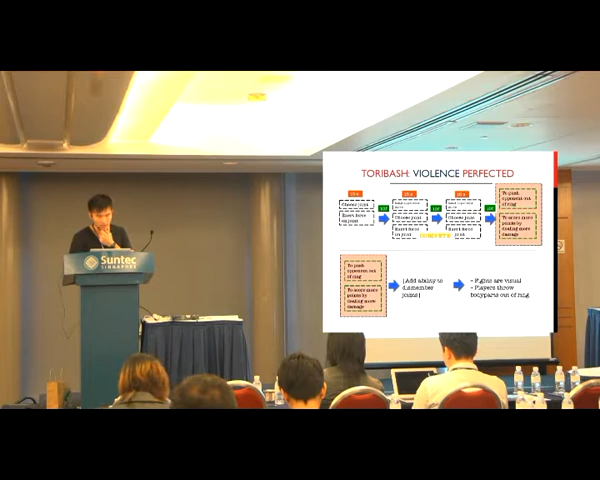 TORIBASH: VIOLENCE PERFECTED
Choose joint
Exert force
on joint
Choose joint
Exert force
on joint
Choose joint
Exert force
on joint
To push
opponent out
of ring
To score more
points by
dealing more
damage
To push
opponent out
of ring
To score more
points by
dealing more
damage
[Add ability to
dismember
joints]
- Fights are visual
- Players throw
bodyparts out of ring
Suntec
SINGAPORE